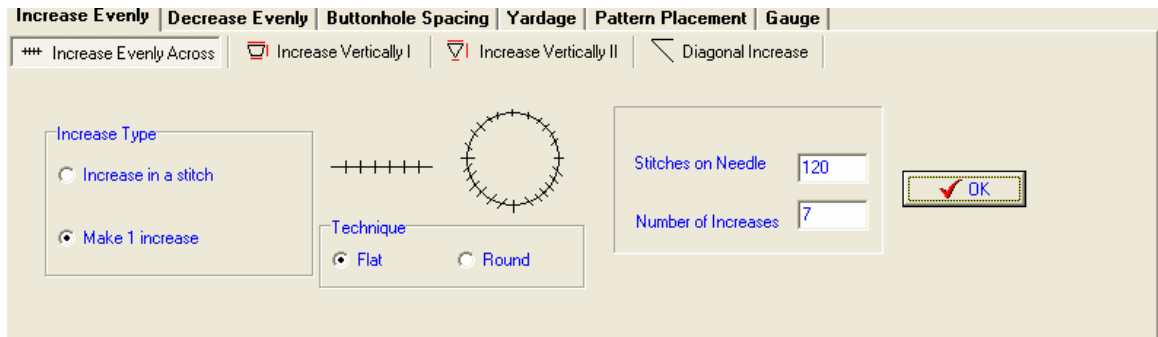 Increase Evenly Decrease Evenly Buttonhole Spacing Yardage Pattern Placement Gauge
Increase Evenly Across Increase Vertically I Increase Vertically II Diagonal Increase
Increase Type
Increase in a stitch
Make 1 increase
Technique
Flat Round
Stitches on Needle 120
Number of Increases 7
OK